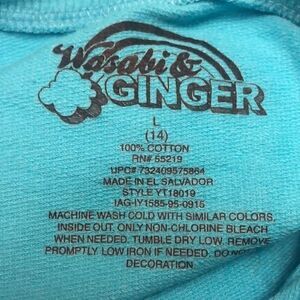 Wasabi &
GINGER
L
(14)
100% COTTON
RN# 55219
UPC# 732409575864
MADE IN EL SALVADOR
STYLE YT18019
IAG-IY1585-95-0915
MACHINE WASH COLD WITH SIMILAR COLORS.
INSIDE OUT. ONLY NON-CHLORINE BLEACH
WHEN NEEDED. TUMBLE DRY LOW. REMOVE
PROMPTLY LOW IRON IF NEEDED. DO NOT
DECORATION.